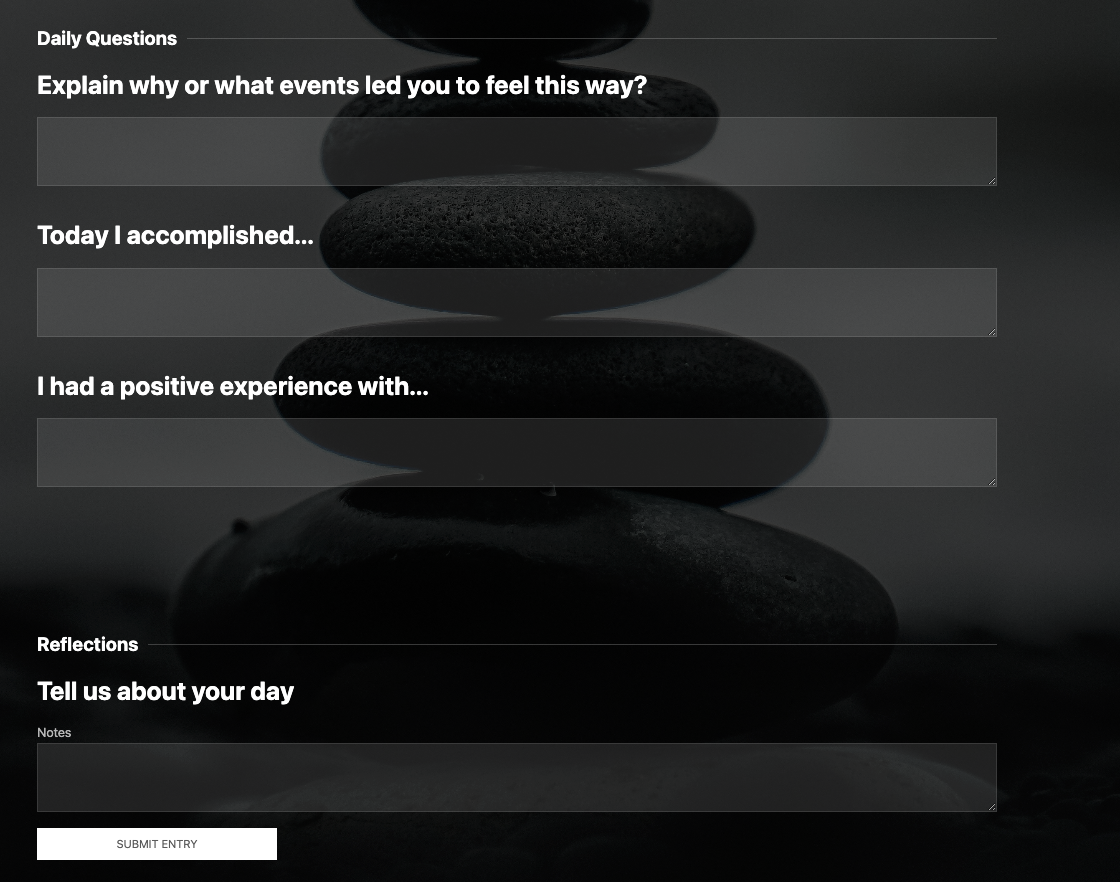 Daily Questions
Explain why or what events led you to feel this way?
Today I accomplished...
I had a positive experience with...
Reflections
Tell us about your day
Notes
SUBMIT ENTRY